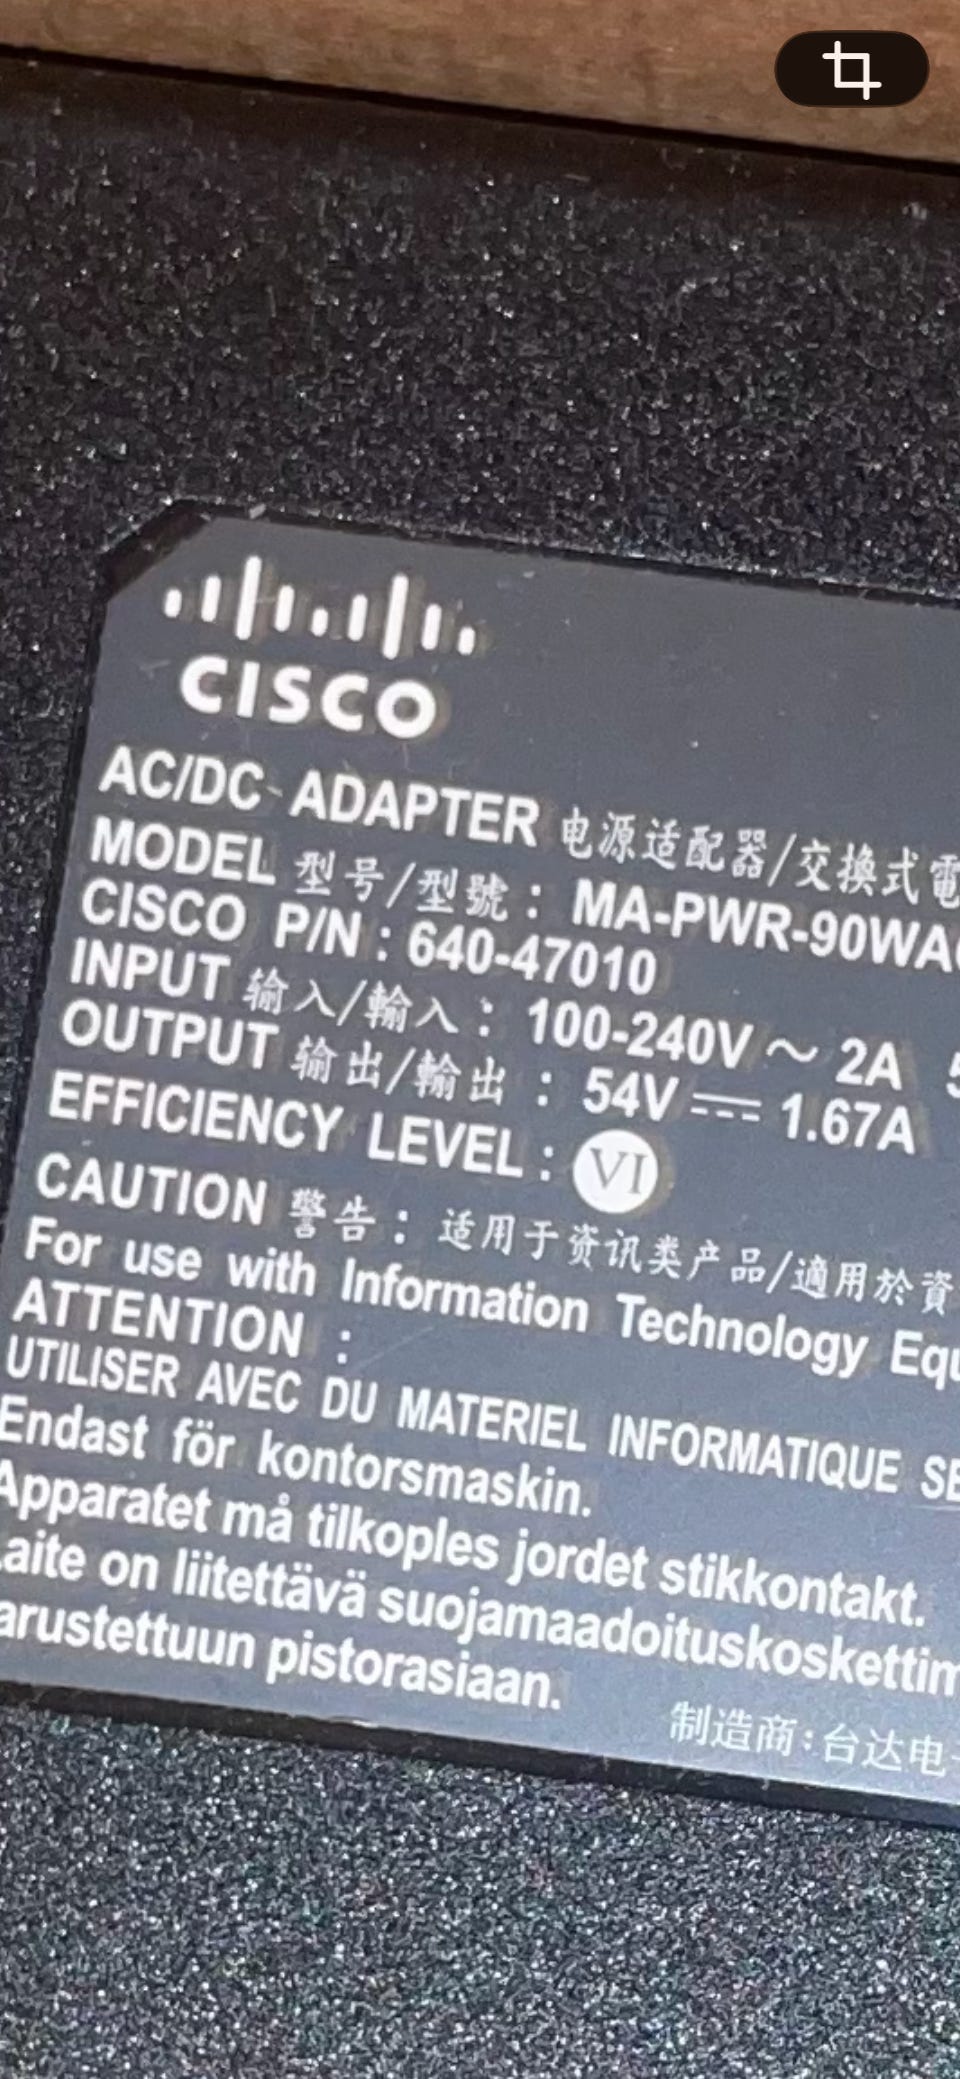 CISCO
AC/DC ADAPTER 电源适配器/交換式電
MODEL 型号/型號: MA-PWR-90WA
CISCO P/N : 640-47010
INPUT 输入/輸入: 100-240V ~ 2A 5
OUTPUT 输出/輸出 : 54V ⎓ 1.67A
EFFICIENCY LEVEL : VI
CAUTION 警告: 适用于资讯类产品/適用於資
For use with Information Technology Equ
ATTENTION :
UTILISER AVEC DU MATERIEL INFORMATIQUE SE
Endast för kontorsmaskin.
Apparatet må tilkoples jordet stikkontakt.
aite on liitettävä suojamaadoituskoskettim
arustettuun pistorasiaan.
制造商:台达电